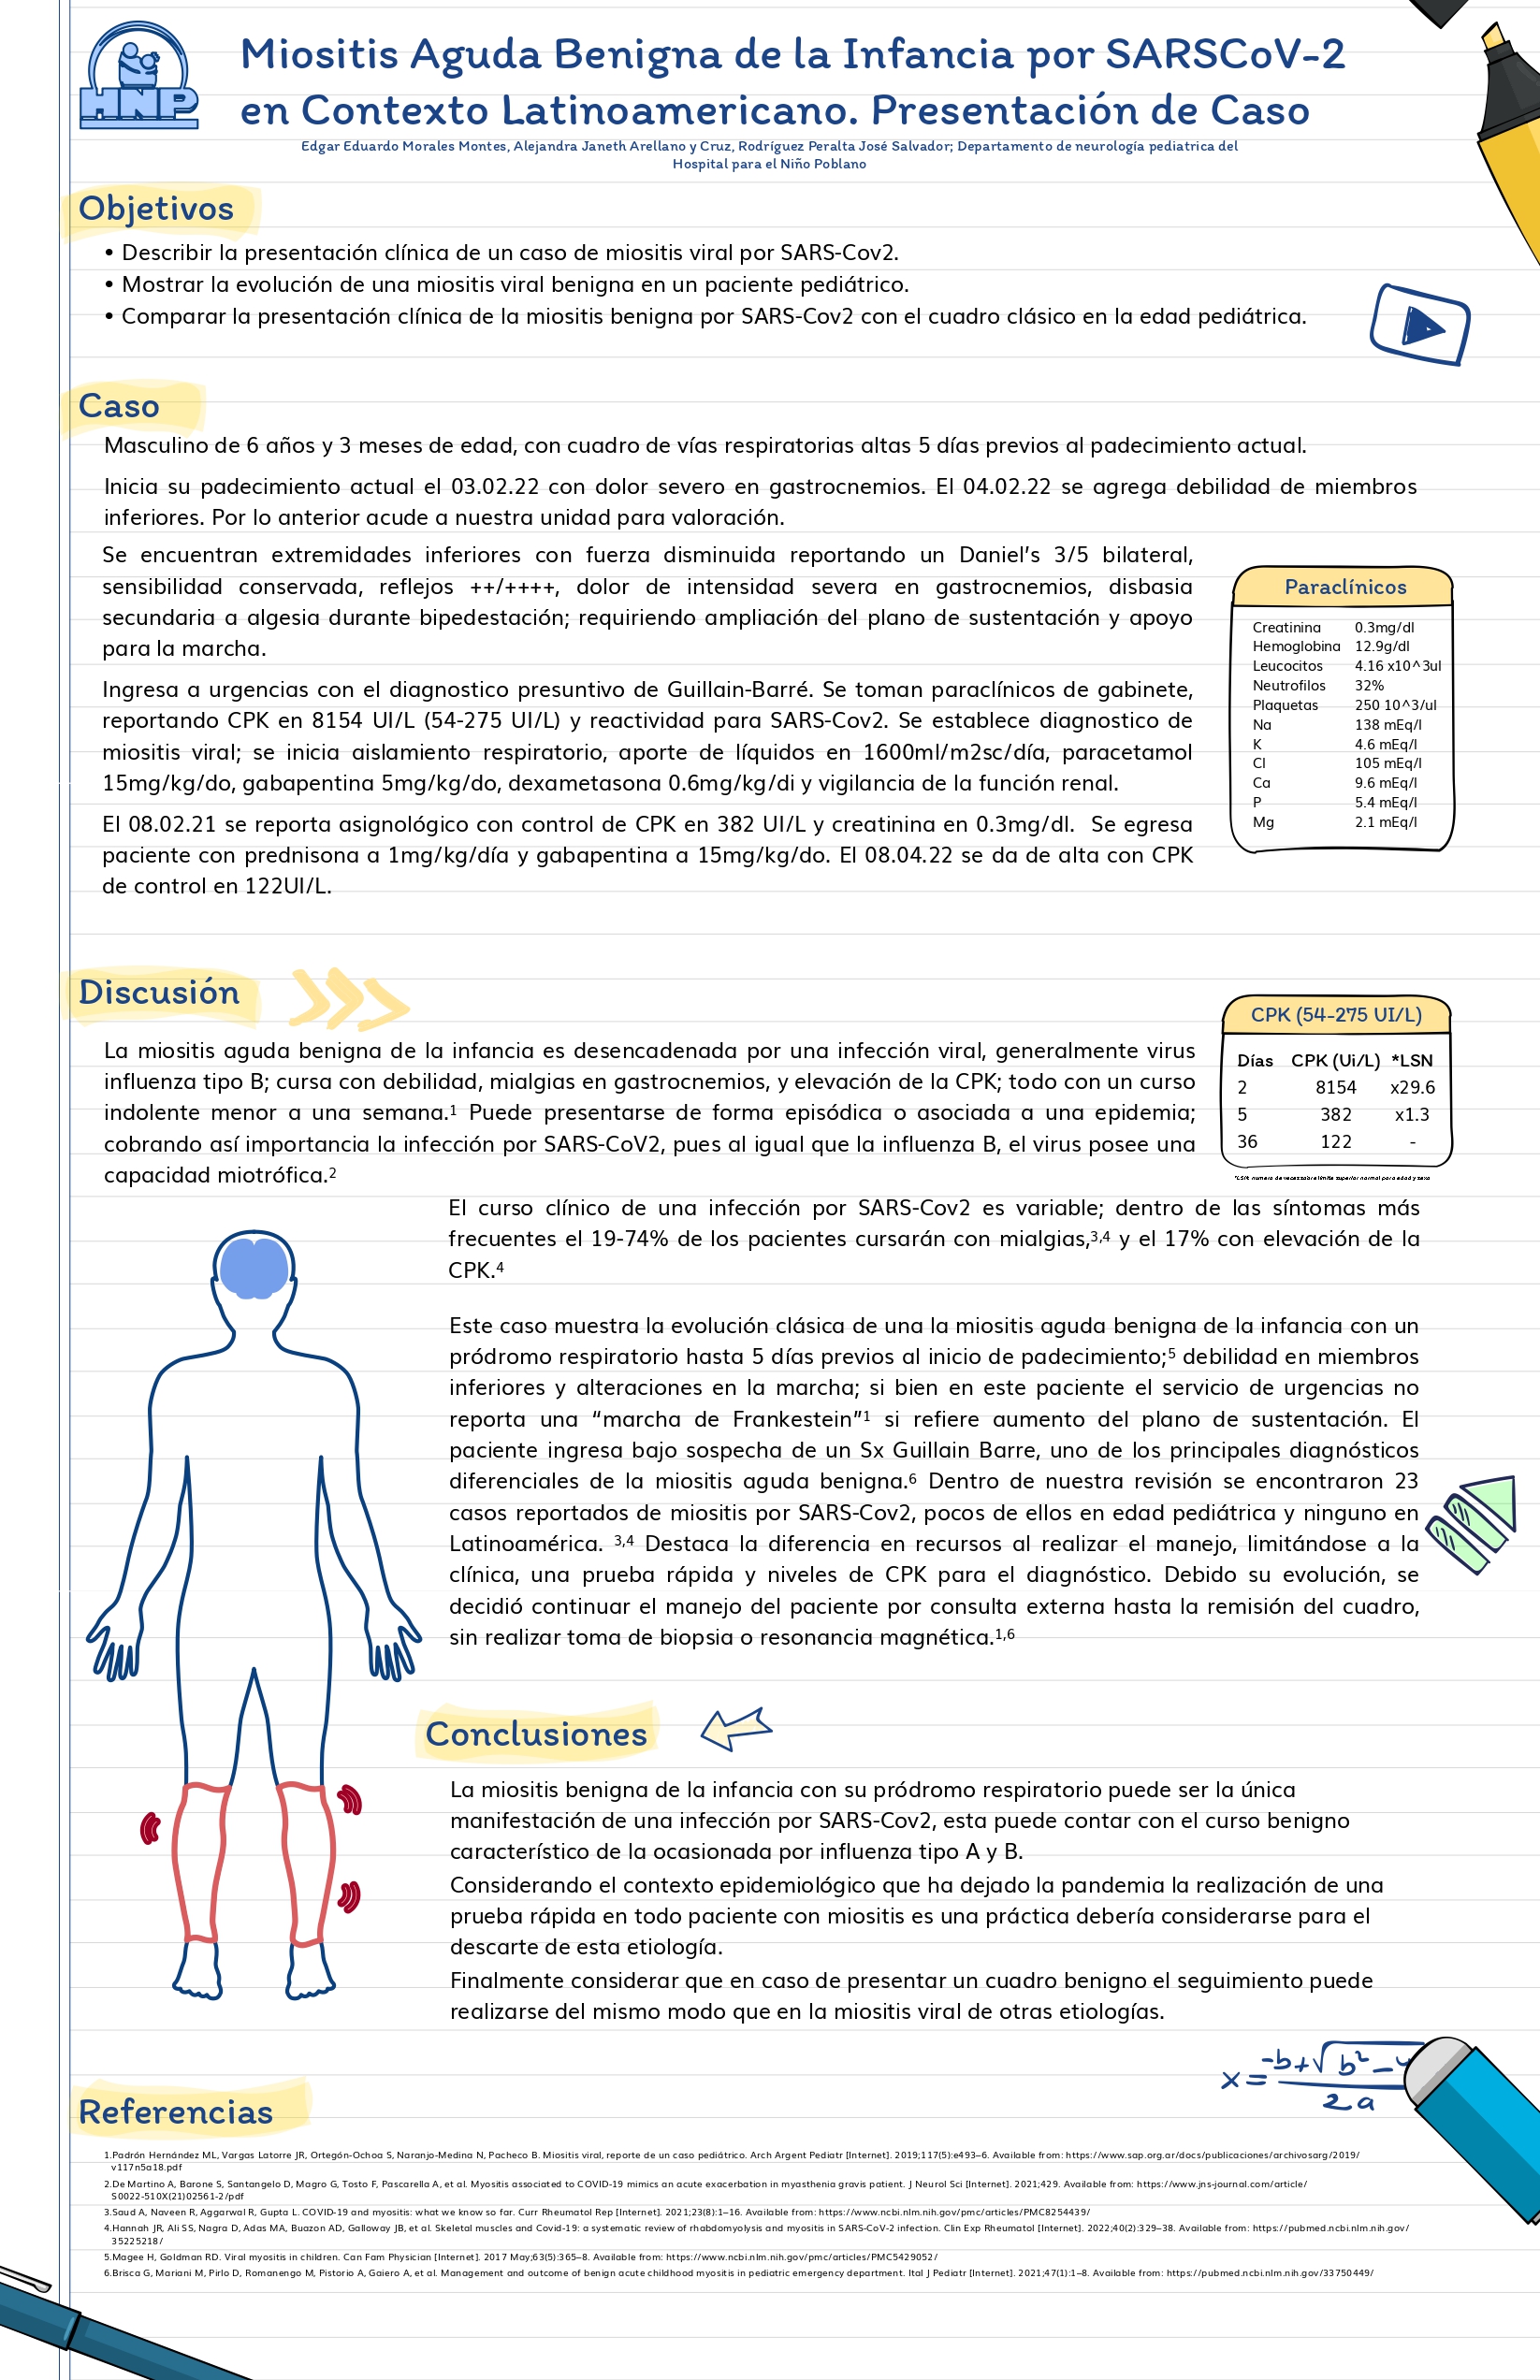 HNP
Miositis Aguda Benigna de la Infancia por SARSCoV-2
en Contexto Latinoamericano. Presentación de Caso
Edgar Eduardo Morales Montes, Alejandra Janeth Arellano y Cruz, Rodríguez Peralta José Salvador; Departamento de neurología pediatrica del
Hospital para el Niño Poblano
Objetivos
• Describir la presentación clínica de un caso de miositis viral por SARS-Cov2.
• Mostrar la evolución de una miositis viral benigna en un paciente pediátrico.
• Comparar la presentación clínica de la miositis benigna por SARS-Cov2 con el cuadro clásico en la edad pediátrica.
Caso
Masculino de 6 años y 3 meses de edad, con cuadro de vías respiratorias altas 5 días previos al padecimiento actual.
Inicia su padecimiento actual el 03.02.22 con dolor severo en gastrocnemios. El 04.02.22 se agrega debilidad de miembros
inferiores. Por lo anterior acude a nuestra unidad para valoración.
Se encuentran extremidades inferiores con fuerza disminuida reportando un Daniel's 3/5 bilateral,
sensibilidad conservada, reflejos ++/++++, dolor de intensidad severa en gastrocnemios, disbasia
secundaria a algesia durante bipedestación; requiriendo ampliación del plano de sustentación y apoyo
para la marcha.
Ingresa a urgencias con el diagnostico presuntivo de Guillain-Barré. Se toman paraclínicos de gabinete,
reportando CPK en 8154 UI/L (54-275 UI/L) y reactividad para SARS-Cov2. Se establece diagnostico de
miositis viral; se inicia aislamiento respiratorio, aporte de líquidos en 1600ml/m2sc/día, paracetamol
15mg/kg/do, gabapentina 5mg/kg/do, dexametasona 0.6mg/kg/di y vigilancia de la función renal.
El 08.02.21 se reporta asignológico con control de CPK en 382 UI/L y creatinina en 0.3mg/dl. Se egresa
paciente con prednisona a 1mg/kg/día y gabapentina a 15mg/kg/do. El 08.04.22 se da de alta con CPK
de control en 122UI/L.
Paraclínicos
Creatinina 0.3mg/dl
Hemoglobina 12.9g/dl
Leucocitos 4.16 x10^3ul
Neutrofilos 32%
Plaquetas 250 10^3/ul
Na 138 mEq/l
K 4.6 mEq/l
Cl 105 mEq/l
Ca 9.6 mEq/l
P 5.4 mEq/l
Mg 2.1 mEq/l
Discusión
La miositis aguda benigna de la infancia es desencadenada por una infección viral, generalmente virus
influenza tipo B; cursa con debilidad, mialgias en gastrocnemios, y elevación de la CPK; todo con un curso
indolente menor a una semana.1 Puede presentarse de forma episódica o asociada a una epidemia;
cobrando así importancia la infección por SARS-CoV2, pues al igual que la influenza B, el virus posee una
capacidad miotrófica.2
CPK (54-275 UI/L)
Días CPK (Ui/L) *LSN
2 8154 x29.6
5 382 x1.3
36 122 -
*LSN: numero de veces sobre limite superior normal para edad y sexo
El curso clínico de una infección por SARS-Cov2 es variable; dentro de las síntomas más
frecuentes el 19-74% de los pacientes cursarán con mialgias,3,4 y el 17% con elevación de la
CPK.4
Este caso muestra la evolución clásica de una la miositis aguda benigna de la infancia con un
pródromo respiratorio hasta 5 días previos al inicio de padecimiento;5 debilidad en miembros
inferiores y alteraciones en la marcha; si bien en este paciente el servicio de urgencias no
reporta una “marcha de Frankestein”1 si refiere aumento del plano de sustentación. El
paciente ingresa bajo sospecha de un Sx Guillain Barre, uno de los principales diagnósticos
diferenciales de la miositis aguda benigna.6 Dentro de nuestra revisión se encontraron 23
casos reportados de miositis por SARS-Cov2, pocos de ellos en edad pediátrica y ninguno en
Latinoamérica. 3,4 Destaca la diferencia en recursos al realizar el manejo, limitándose a la
clínica, una prueba rápida y niveles de CPK para el diagnóstico. Debido su evolución, se
decidió continuar el manejo del paciente por consulta externa hasta la remisión del cuadro,
sin realizar toma de biopsia o resonancia magnética.1,6
Conclusiones
La miositis benigna de la infancia con su pródromo respiratorio puede ser la única
manifestación de una infección por SARS-Cov2, esta puede contar con el curso benigno
característico de la ocasionada por influenza tipo A y B.
Considerando el contexto epidemiológico que ha dejado la pandemia la realización de una
prueba rápida en todo paciente con miositis es una práctica debería considerarse para el
descarte de esta etiología.
Finalmente considerar que en caso de presentar un cuadro benigno el seguimiento puede
realizarse del mismo modo que en la miositis viral de otras etiologías.
x = -b+√b²-4
2a
Referencias
1.Padrón Hernández ML, Vargas Latorre JR, Ortegón-Ochoa S, Naranjo-Medina N, Pacheco B. Miositis viral, reporte de un caso pediátrico. Arch Argent Pediatr [Internet]. 2019;117(5):e493–6. Available from: https://www.sap.org.ar/docs/publicaciones/archivosarg/2019/
v117n5a18.pdf
2.De Martino A, Barone S, Santangelo D, Magro G, Tosto F, Pascarella A, et al. Myositis associated to COVID-19 mimics an acute exacerbation in myasthenia gravis patient. J Neurol Sci [Internet]. 2021;429. Available from: https://www.jns-journal.com/article/
S0022-510X(21)02561-2/pdf
3.Saud A, Naveen R, Aggarwal R, Gupta L. COVID-19 and myositis: what we know so far. Curr Rheumatol Rep [Internet]. 2021;23(8):1–16. Available from: https://www.ncbi.nlm.nih.gov/pmc/articles/PMC8254439/
4.Hannah JR, Ali SS, Nagra D, Adas MA, Buazon AD, Galloway JB, et al. Skeletal muscles and Covid-19: a systematic review of rhabdomyolysis and myositis in SARS-CoV-2 infection. Clin Exp Rheumatol [Internet]. 2022;40(2):329–38. Available from: https://pubmed.ncbi.nlm.nih.gov/
35225218/
5.Magee H, Goldman RD. Viral myositis in children. Can Fam Physician [Internet]. 2017 May;63(5):365–8. Available from: https://www.ncbi.nlm.nih.gov/pmc/articles/PMC5429052/
6.Brisca G, Mariani M, Pirlo D, Romanengo M, Pistorio A, Gaiero A, et al. Management and outcome of benign acute childhood myositis in pediatric emergency department. Ital J Pediatr [Internet]. 2021;47(1):1–8. Available from: https://pubmed.ncbi.nlm.nih.gov/33750449/